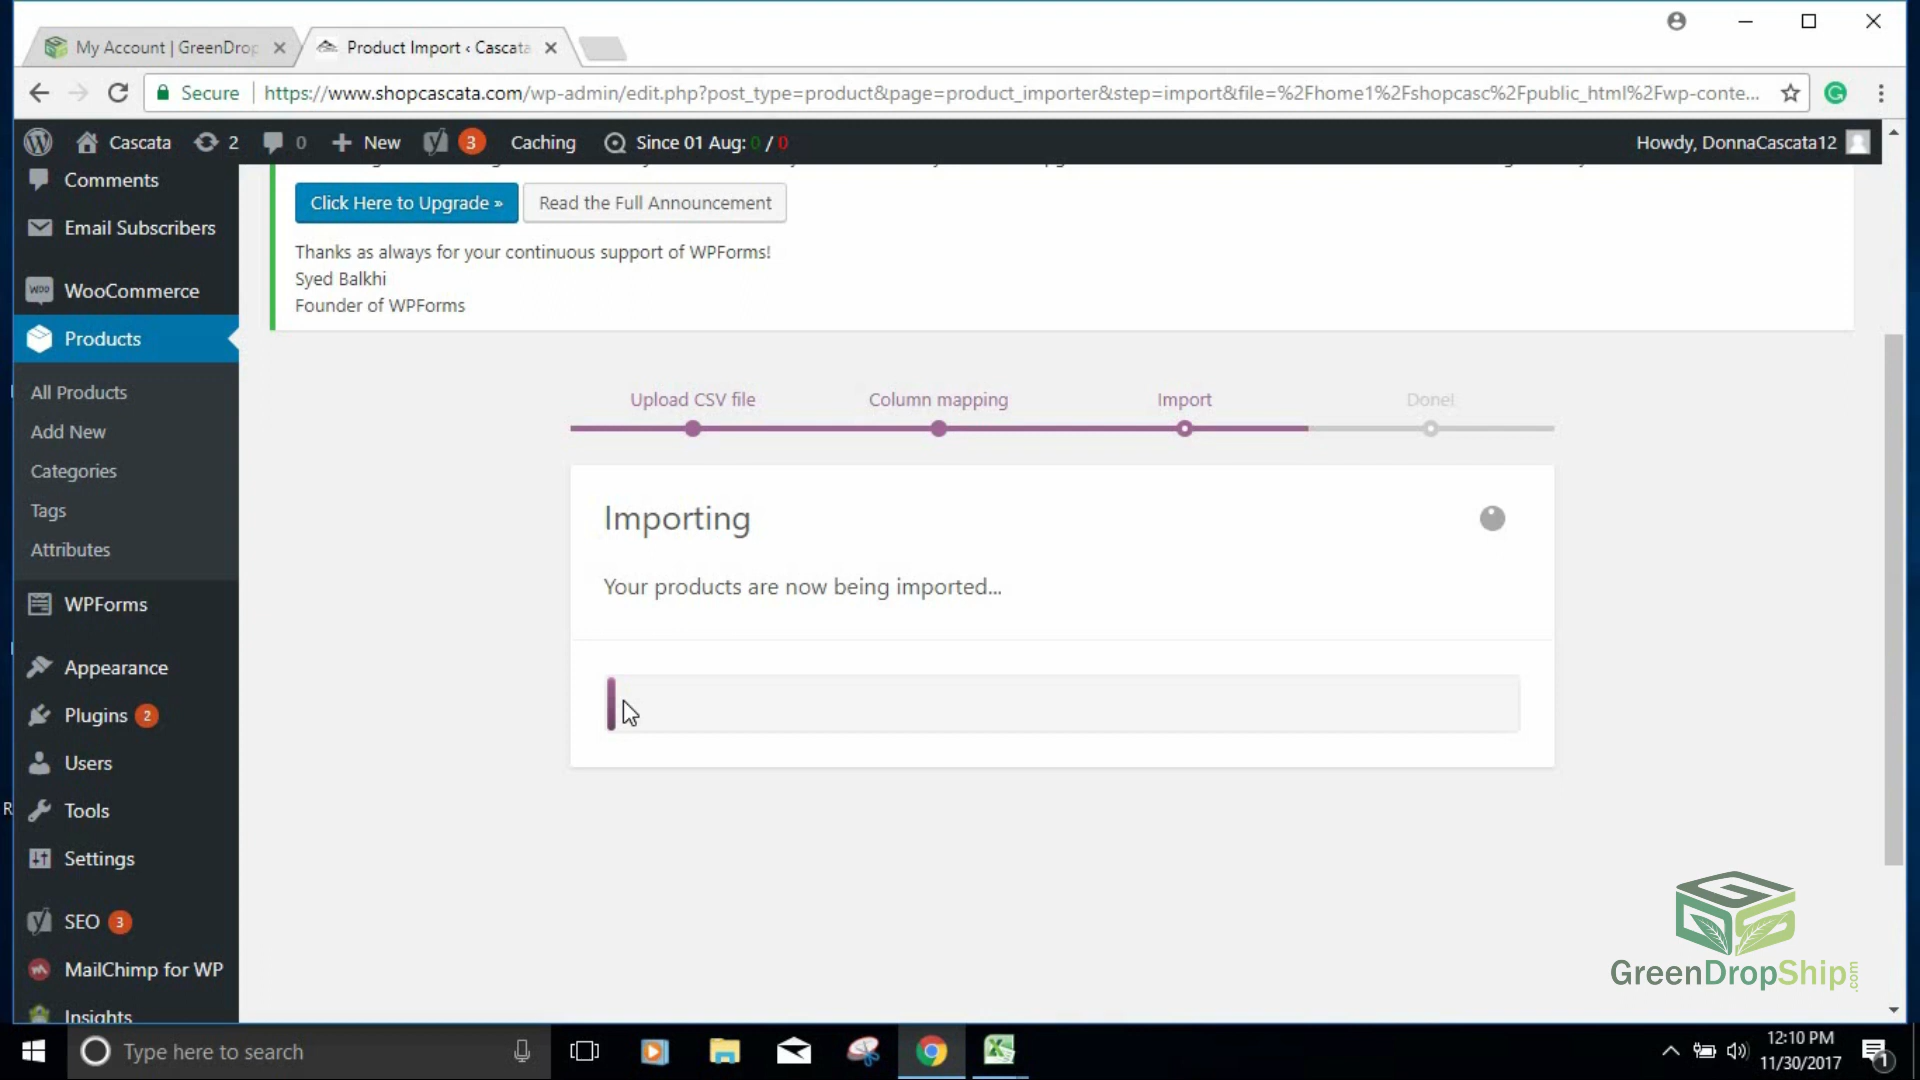 My Account | GreenDrop
Product Import ‹ Cascata
Secure
https://www.shopcascata.com/wp-admin/edit.php?post_type=product&page=product_importer&step=import&file=%2Fhome1%2Fshopcasc%2Fpublic_html%2Fwp-conte...
Cascata
2
0
New
3
Caching
Since 01 Aug: 0 / 0
Howdy, DonnaCascata12
Comments
Email Subscribers
WooCommerce
Products
All Products
Add New
Categories
Tags
Attributes
WPForms
Appearance
Plugins 2
Users
Tools
Settings
SEO 3
MailChimp for WP
Insights
Click Here to Upgrade »
Read the Full Announcement
Thanks as always for your continuous support of WPForms!
Syed Balkhi
Founder of WPForms
Upload CSV file
Column mapping
Import
Done!
Importing
Your products are now being imported...
GreenDropShip.com
R
Type here to search
12:10 PM
11/30/2017
1